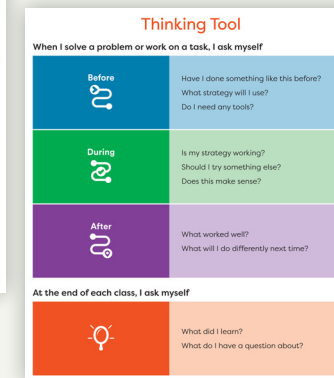 Thinking Tool
When I solve a problem or work on a task, I ask myself
Before
Have I done something like this before?
What strategy will I use?
Do I need any tools?
During
Is my strategy working?
Should I try something else?
Does this make sense?
After
What worked well?
What will I do differently next time?
At the end of each class, I ask myself
What did I learn?
What do I have a question about?